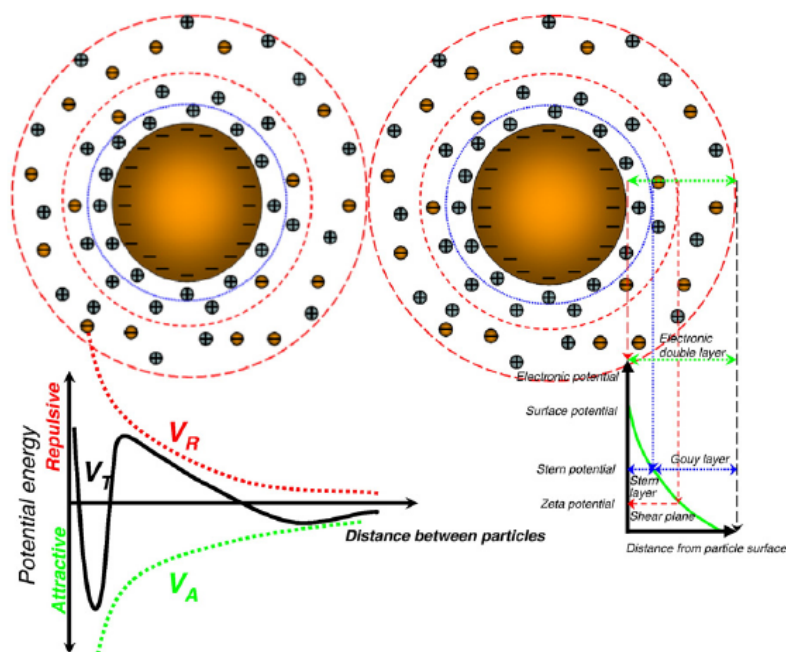 Electronic
double layer
Electronic potential
Surface potential
Stern potential
Gouy layer
Stern
layer
Zeta potential
Shear plane
Distance from particle surface
Potential energy
Repulsive
Attractive
V_R
V_T
V_A
Distance between particles